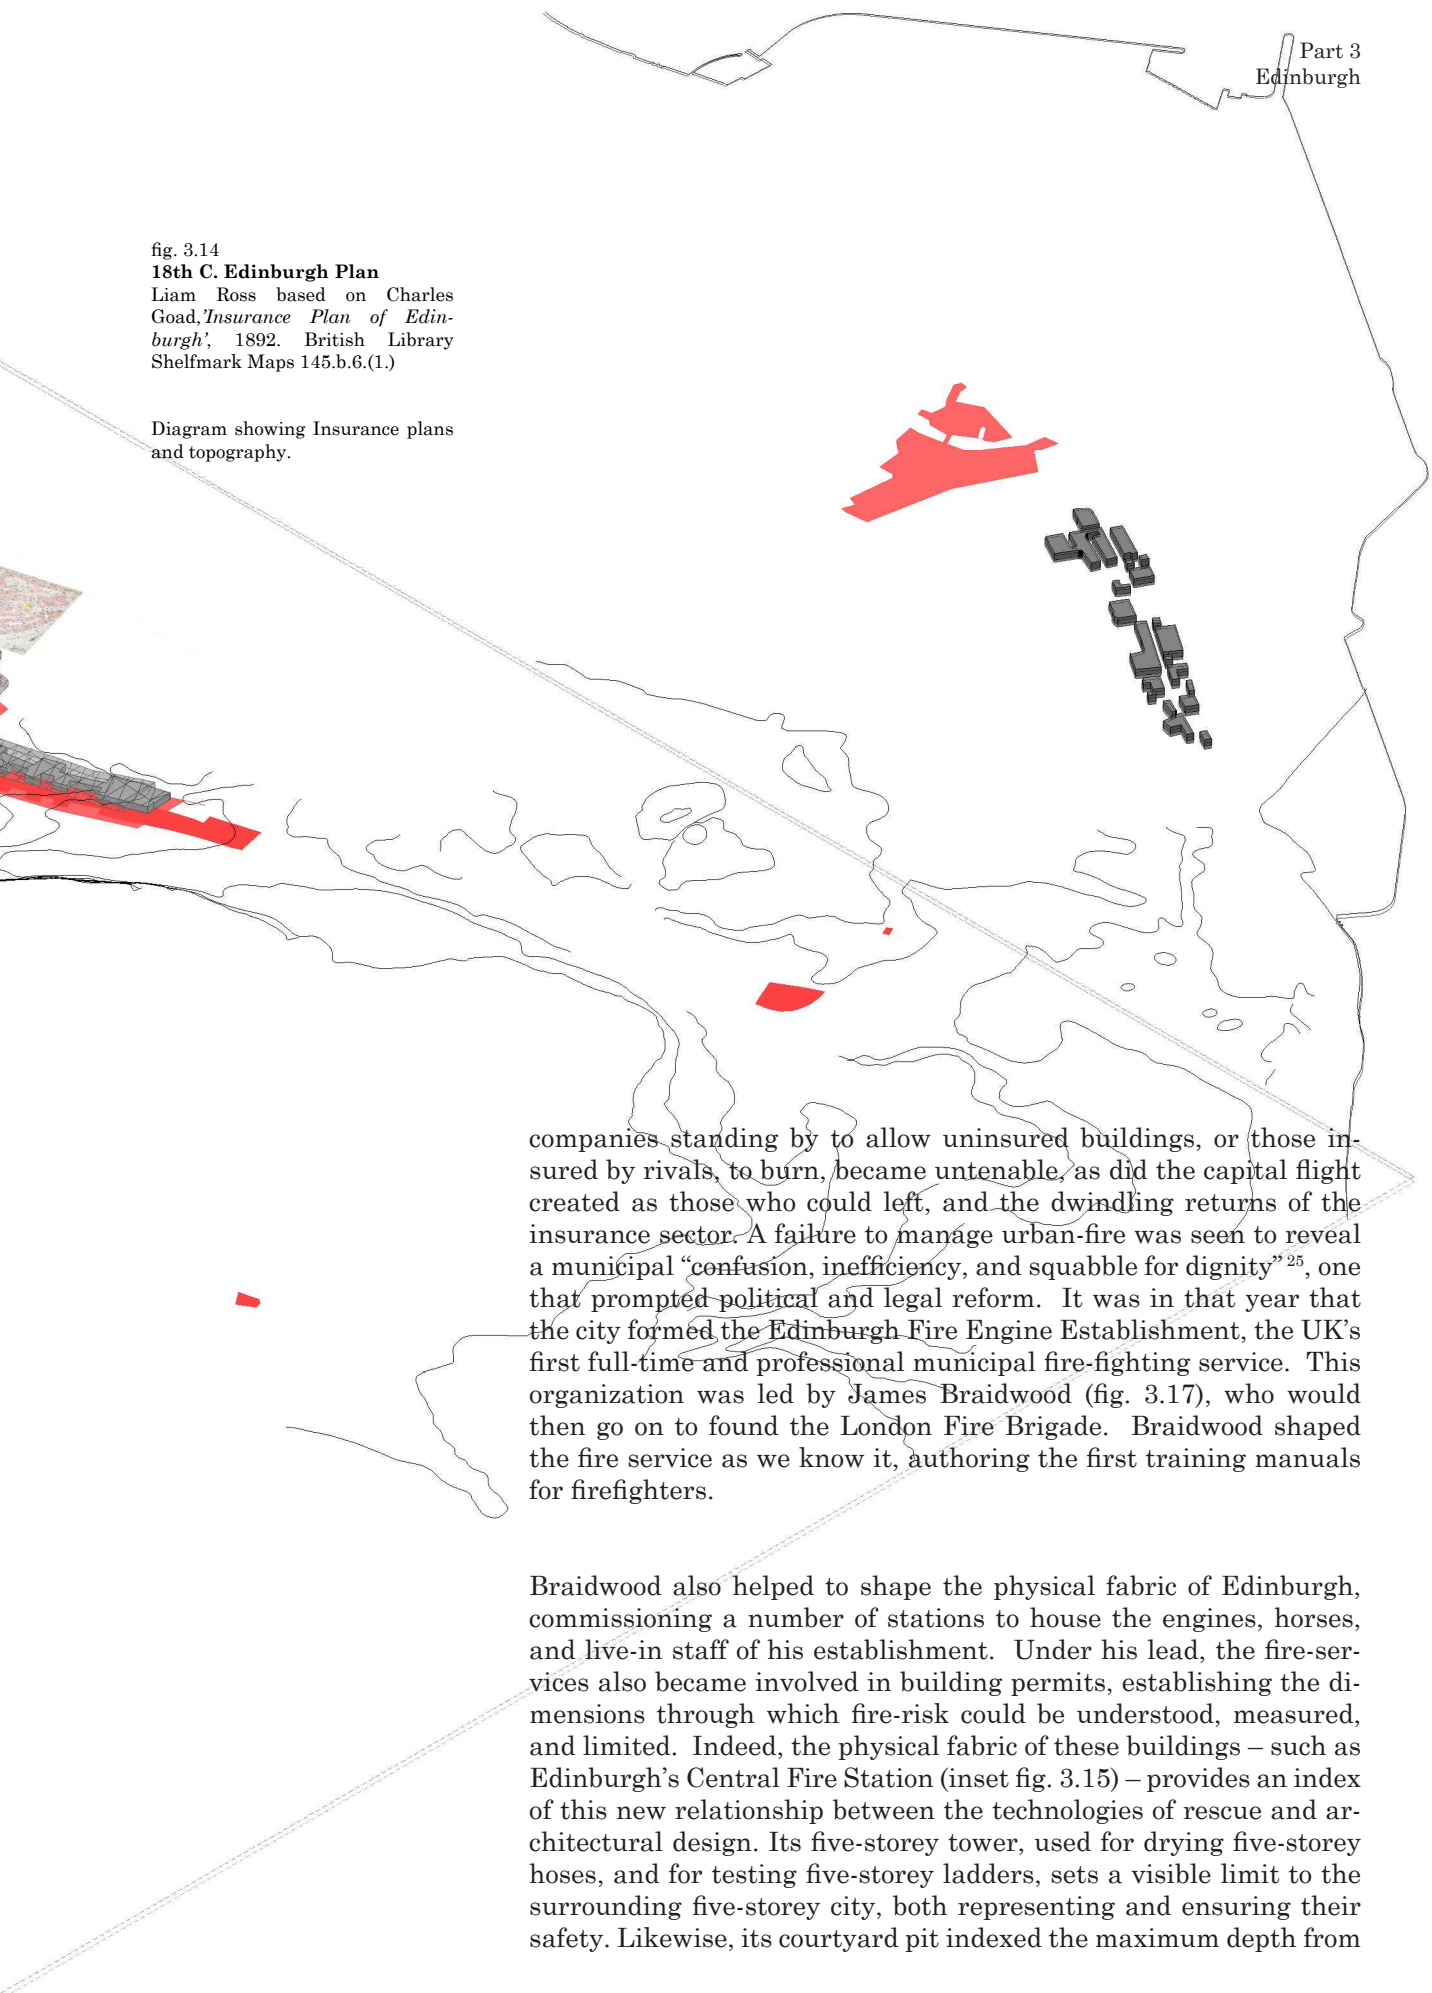 Part 3
Edinburgh
fig. 3.14
18th C. Edinburgh Plan
Liam Ross based on Charles
Goad,'Insurance Plan of Edin-
burgh', 1892. British Library
Shelfmark Maps 145.b.6.(1.)
Diagram showing Insurance plans
and topography.
companies standing by to allow uninsured buildings, or those in-
sured by rivals, to burn, became untenable, as did the capital flight
created as those who could left, and the dwindling returns of the
insurance sector. A failure to manage urban-fire was seen to reveal
a municipal “confusion, inefficiency, and squabble for dignity” 25, one
that prompted political and legal reform. It was in that year that
the city formed the Edinburgh Fire Engine Establishment, the UK's
first full-time and professional municipal fire-fighting service. This
organization was led by James Braidwood (fig. 3.17), who would
then go on to found the London Fire Brigade. Braidwood shaped
the fire service as we know it, authoring the first training manuals
for firefighters.
Braidwood also helped to shape the physical fabric of Edinburgh,
commissioning a number of stations to house the engines, horses,
and live-in staff of his establishment. Under his lead, the fire-ser-
vices also became involved in building permits, establishing the di-
mensions through which fire-risk could be understood, measured,
and limited. Indeed, the physical fabric of these buildings – such as
Edinburgh's Central Fire Station (inset fig. 3.15) – provides an index
of this new relationship between the technologies of rescue and ar-
chitectural design. Its five-storey tower, used for drying five-storey
hoses, and for testing five-storey ladders, sets a visible limit to the
surrounding five-storey city, both representing and ensuring their
safety. Likewise, its courtyard pit indexed the maximum depth from